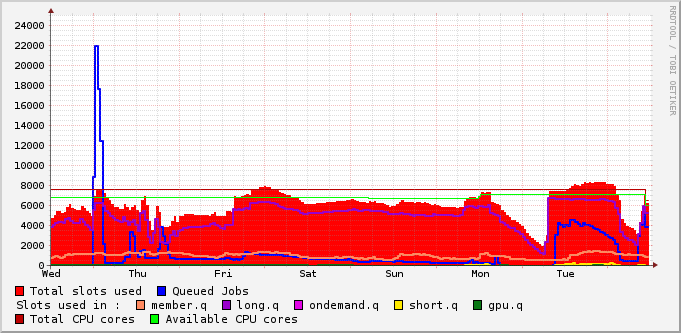 24000
22000
20000
18000
16000
14000
12000
10000
8000
6000
4000
2000
0
Wed Thu Fri Sat Sun Mon Tue
RRDTOOL / TOBI OETIKER
Total slots used Queued Jobs
Slots used in : member.q long.q ondemand.q short.q gpu.q
Total CPU cores Available CPU cores